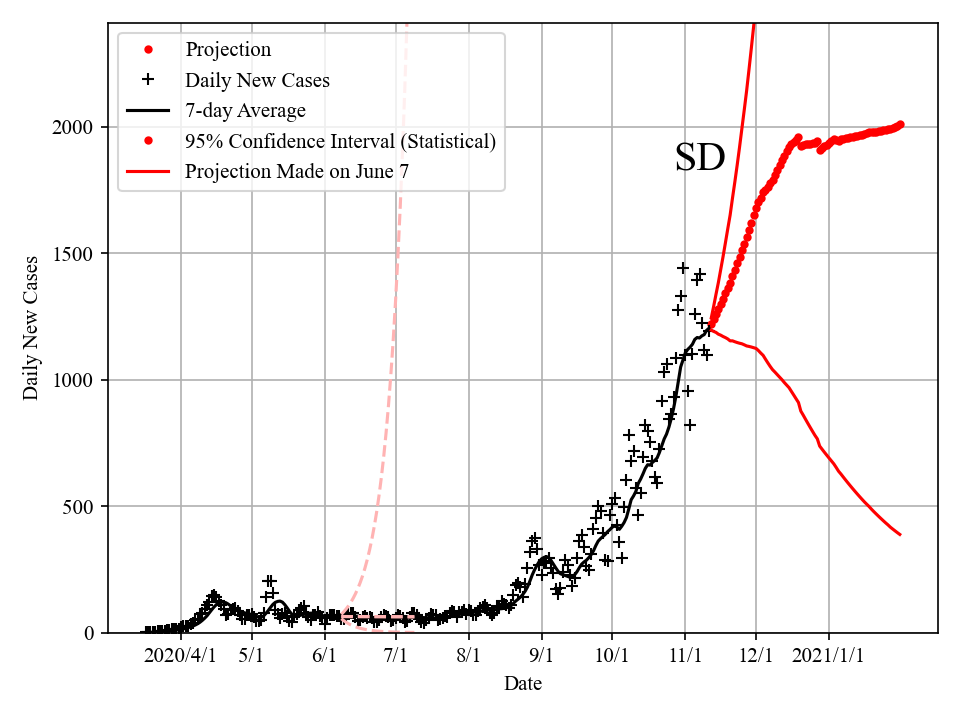 Projection
Daily New Cases
7-day Average
95% Confidence Interval (Statistical)
Projection Made on June 7
SD
2000
1500
1000
500
0
Daily New Cases
2020/4/1 5/1 6/1 7/1 8/1 9/1 10/1 11/1 12/1 2021/1/1
Date